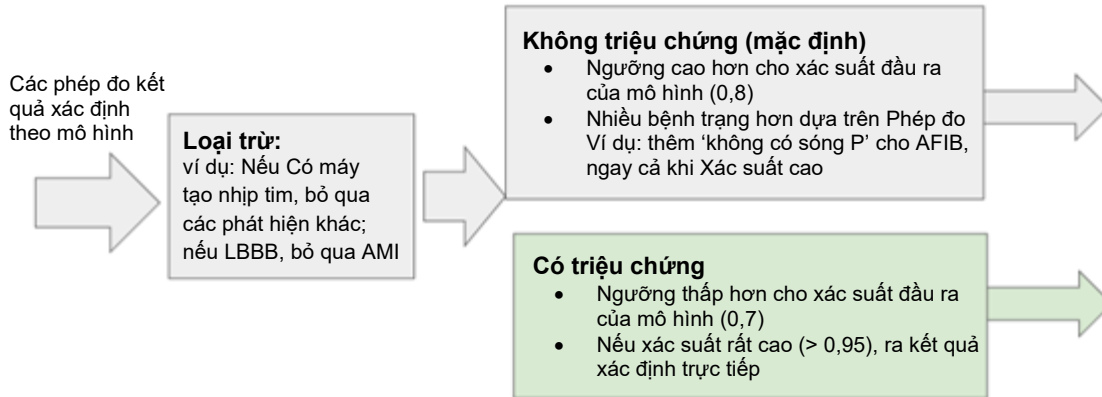 Các phép đo kết
quả xác định
theo mô hình
Loại trừ:
ví dụ: Nếu Có máy
tạo nhịp tim, bỏ qua
các phát hiện khác;
nếu LBBB, bỏ qua AMI
Không triệu chứng (mặc định)
• Ngưỡng cao hơn cho xác suất đầu ra
của mô hình (0,8)
• Nhiều bệnh trạng hơn dựa trên Phép đo
Ví dụ: thêm ‘không có sóng P’ cho AFIB,
ngay cả khi Xác suất cao
Có triệu chứng
• Ngưỡng thấp hơn cho xác suất đầu ra
của mô hình (0,7)
• Nếu xác suất rất cao (> 0,95), ra kết quả
xác định trực tiếp